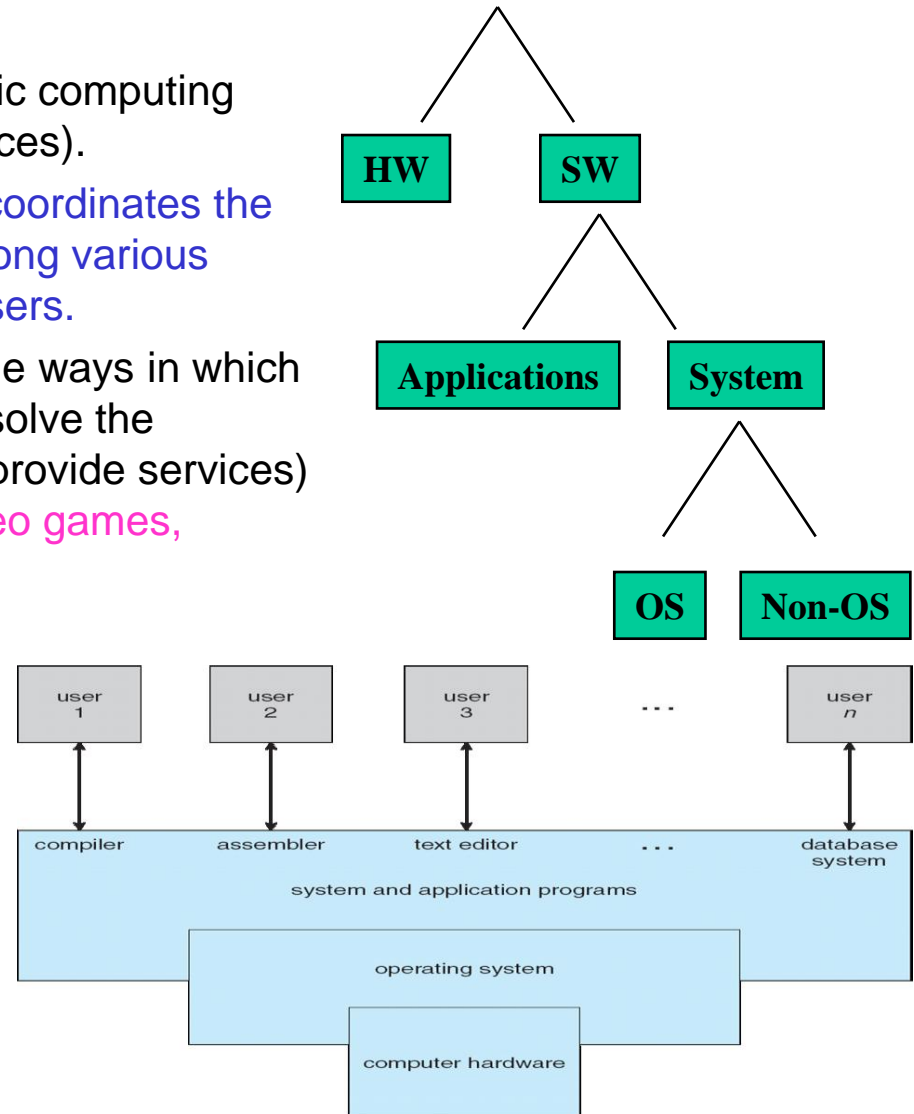 ic computing
ces).
coordinates the
ong various
sers.
e ways in which
solve the
provide services)
eo games,
HW SW
Applications System
OS Non-OS
user 1
user 2
user 3
...
user n
compiler assembler text editor ... database system
system and application programs
operating system
computer hardware